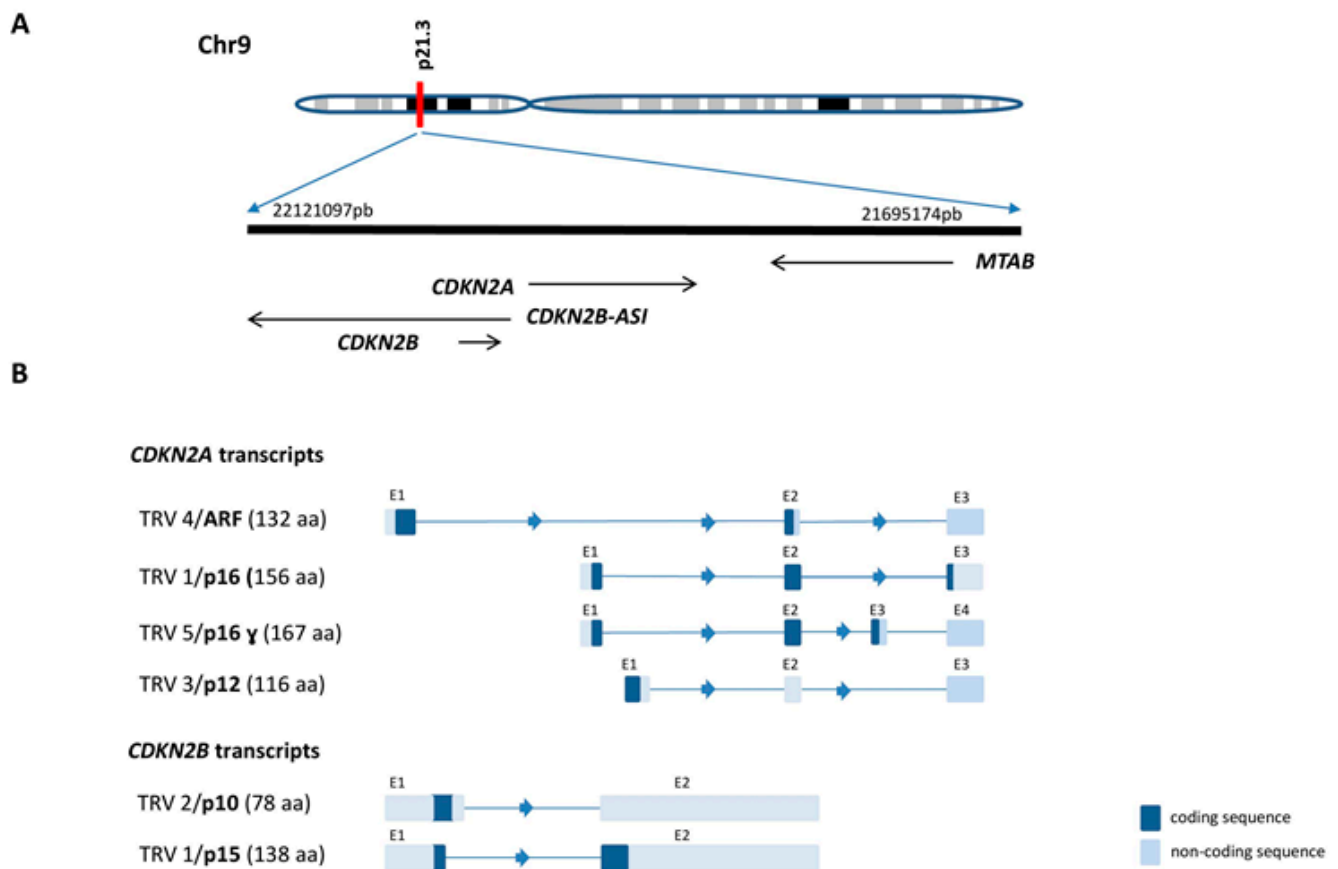 A
Chr9
p21.3
22121097pb
21695174pb
MTAB
CDKN2A
CDKN2B-ASI
CDKN2B
B
CDKN2A transcripts
E1 E2 E3
TRV 4/ARF (132 aa)
E1 E2 E3
TRV 1/p16 (156 aa)
E1 E2 E3 E4
TRV 5/p16 ɣ (167 aa)
E1 E2 E3
TRV 3/p12 (116 aa)
CDKN2B transcripts
E1 E2
TRV 2/p10 (78 aa)
E1 E2
TRV 1/p15 (138 aa)
coding sequence
non-coding sequence